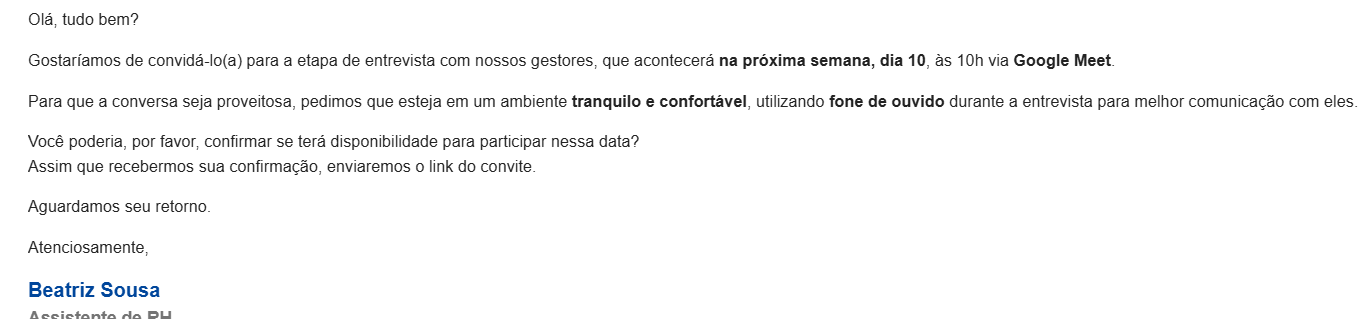 Olá, tudo bem?
Gostaríamos de convidá-lo(a) para a etapa de entrevista com nossos gestores, que acontecerá na próxima semana, dia 10, às 10h via Google Meet.
Para que a conversa seja proveitosa, pedimos que esteja em um ambiente tranquilo e confortável, utilizando fone de ouvido durante a entrevista para melhor comunicação com eles.
Você poderia, por favor, confirmar se terá disponibilidade para participar nessa data?
Assim que recebermos sua confirmação, enviaremos o link do convite.
Aguardamos seu retorno.
Atenciosamente,
Beatriz Sousa
Assistente de RH